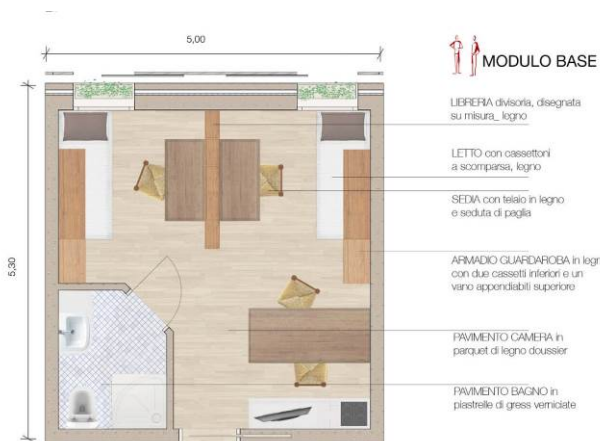 5,00
5,30
MODULO BASE
LIBRERIA divisoria, disegnata
su misura_ legno
LETTO con cassettoni
a scomparsa, legno
SEDIA con telaio in legno
e seduta di paglia
ARMADIO GUARDAROBA in legr
con due cassetti inferiori e un
vano appendiabiti superiore
PAVIMENTO CAMERA in
parquet di legno doussier
PAVIMENTO BAGNO in
piastrelle di gress verniciate